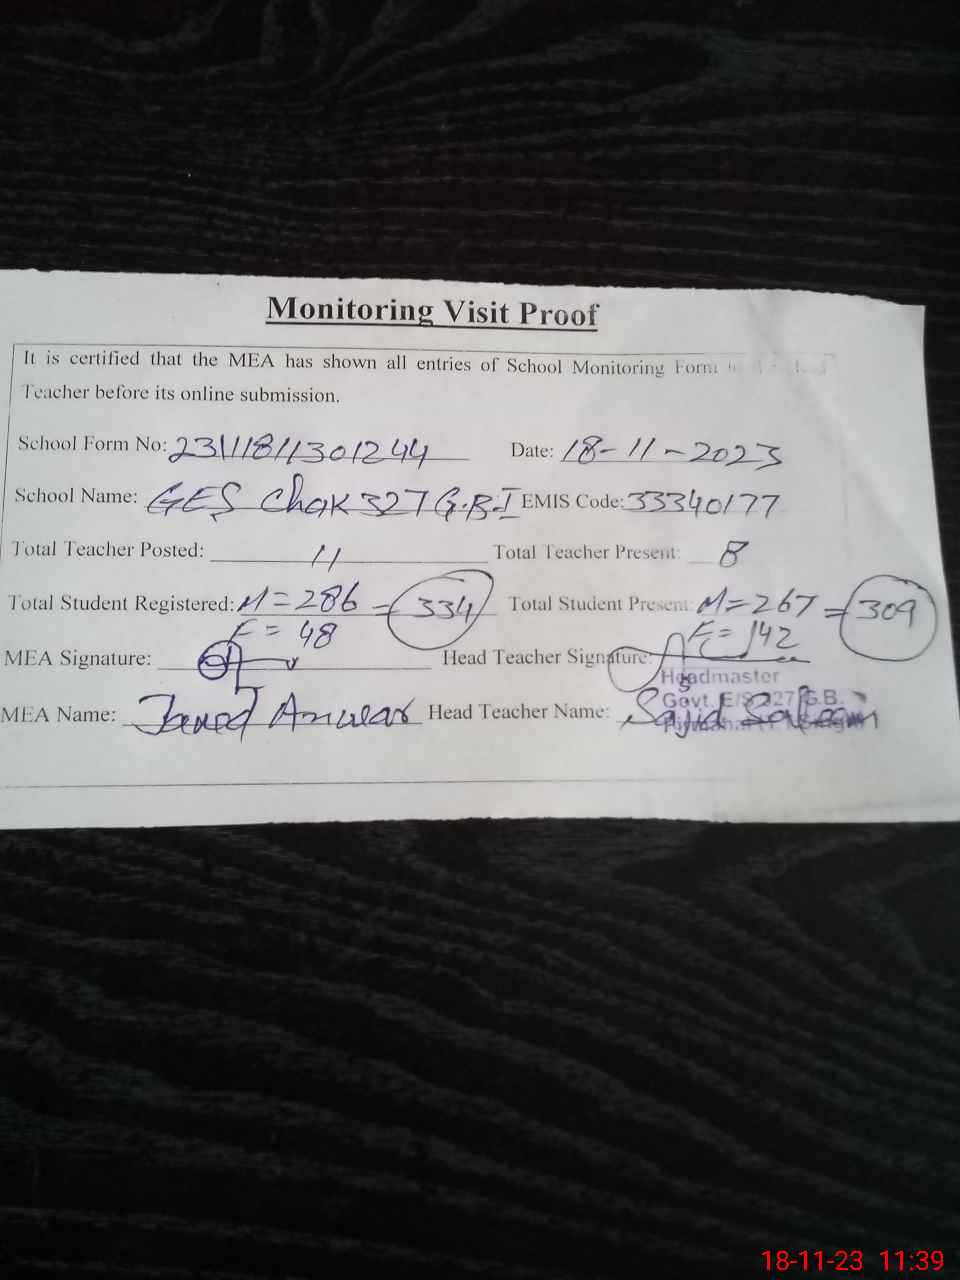 Monitoring Visit Proof
It is certified that the MEA has shown all entries of School Monitoring Form
Teacher before its online submission.
School Form No: 23111811301244 Date: 18-11-2023
School Name: GES Chak 327 G.B-I EMIS Code: 33340177
Total Teacher Posted: 11 Total Teacher Present: 8
Total Student Registered: M=286 = 334 Total Student Present: M=267 = 309
F = 48 F = 42
MEA Signature: Head Teacher Signature:
Headmaster
Govt. E/S 327 G.B.
MEA Name: Javed Anwar Head Teacher Name: Sajid Saleem
18-11-23 11:39